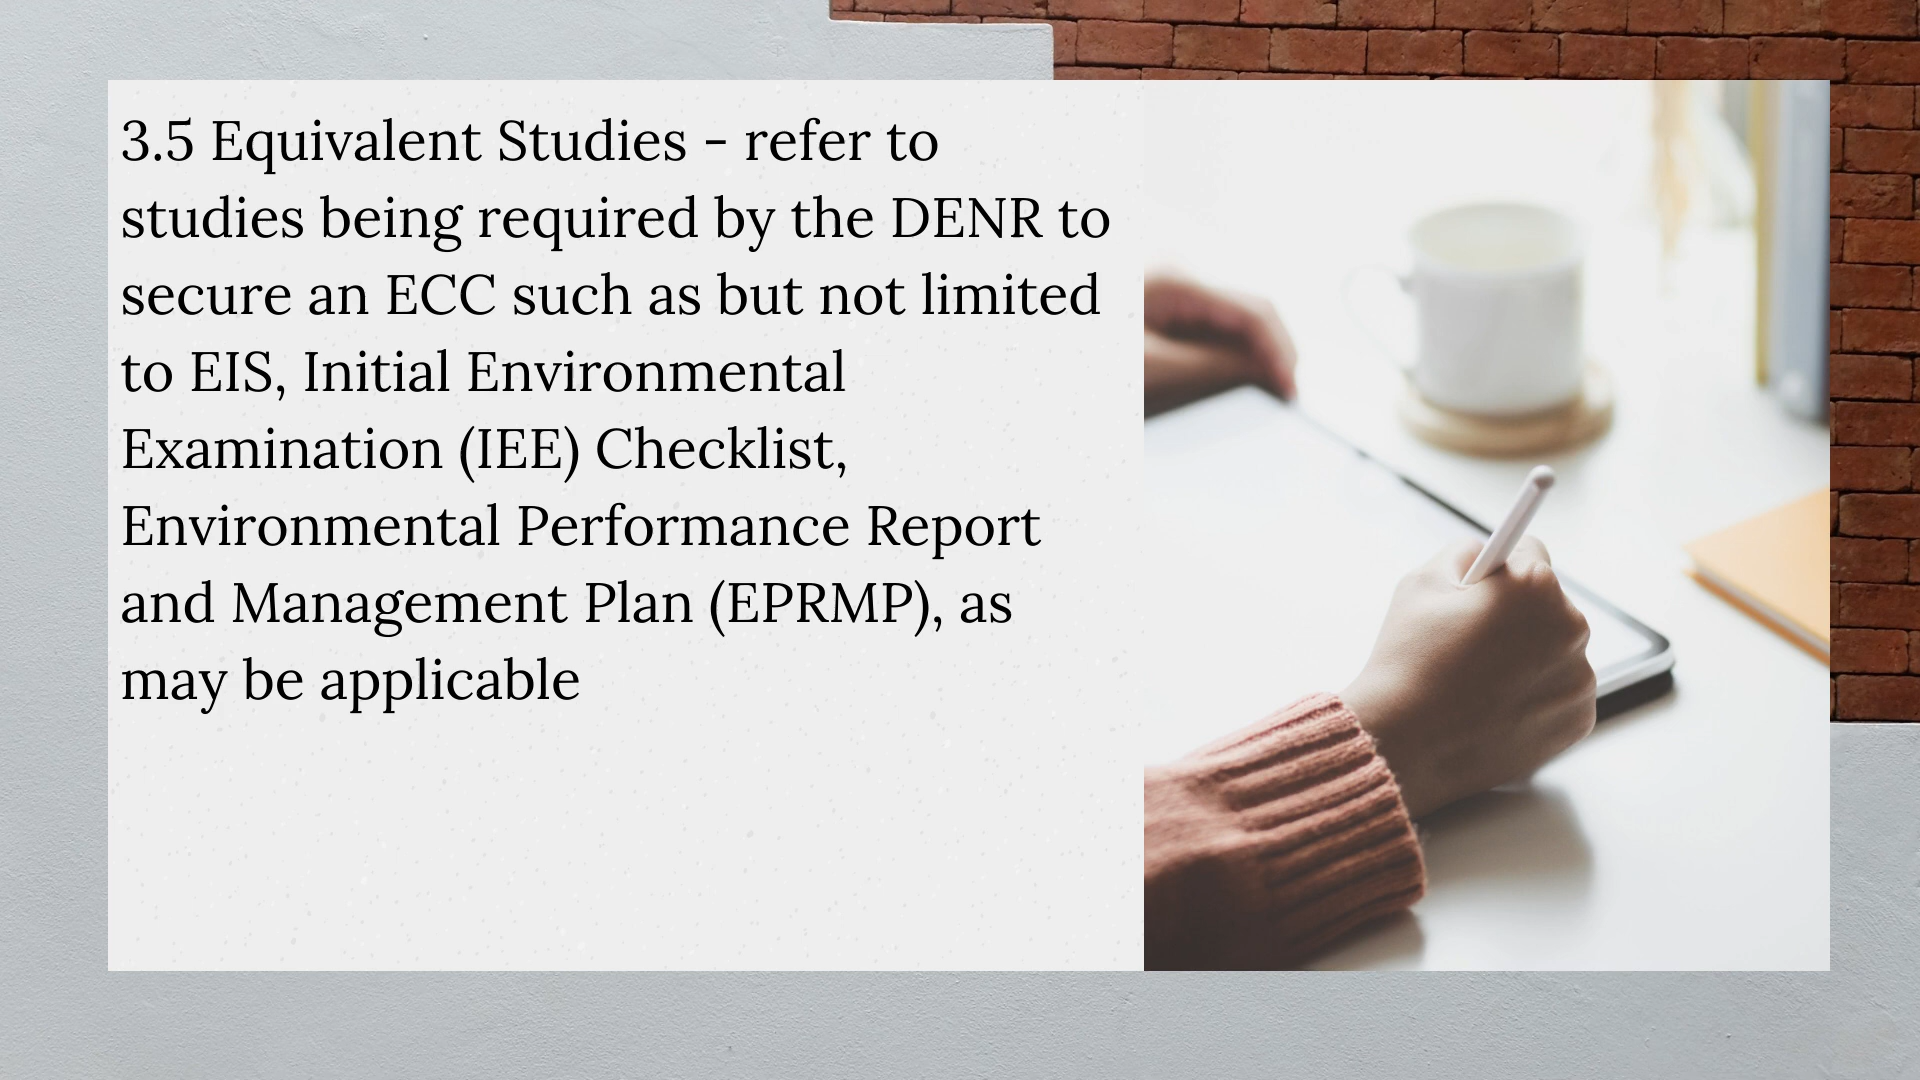 3.5 Equivalent Studies - refer to
studies being required by the DENR to
secure an ECC such as but not limited
to EIS, Initial Environmental
Examination (IEE) Checklist,
Environmental Performance Report
and Management Plan (EPRMP), as
may be applicable